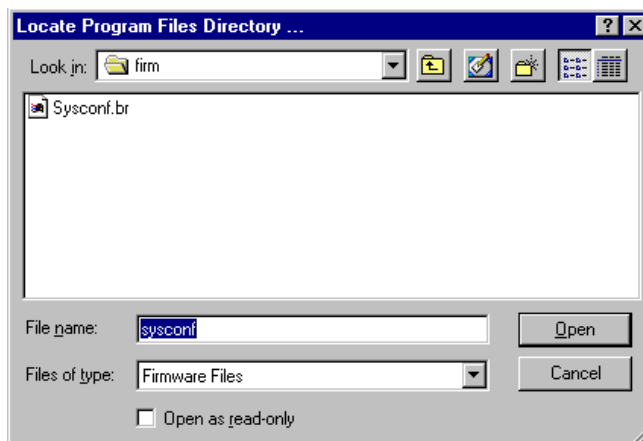 Locate Program Files Directory ...
Look in: firm
Sysconf.br
File name: sysconf
Open
Files of type: Firmware Files
Cancel
Open as read-only